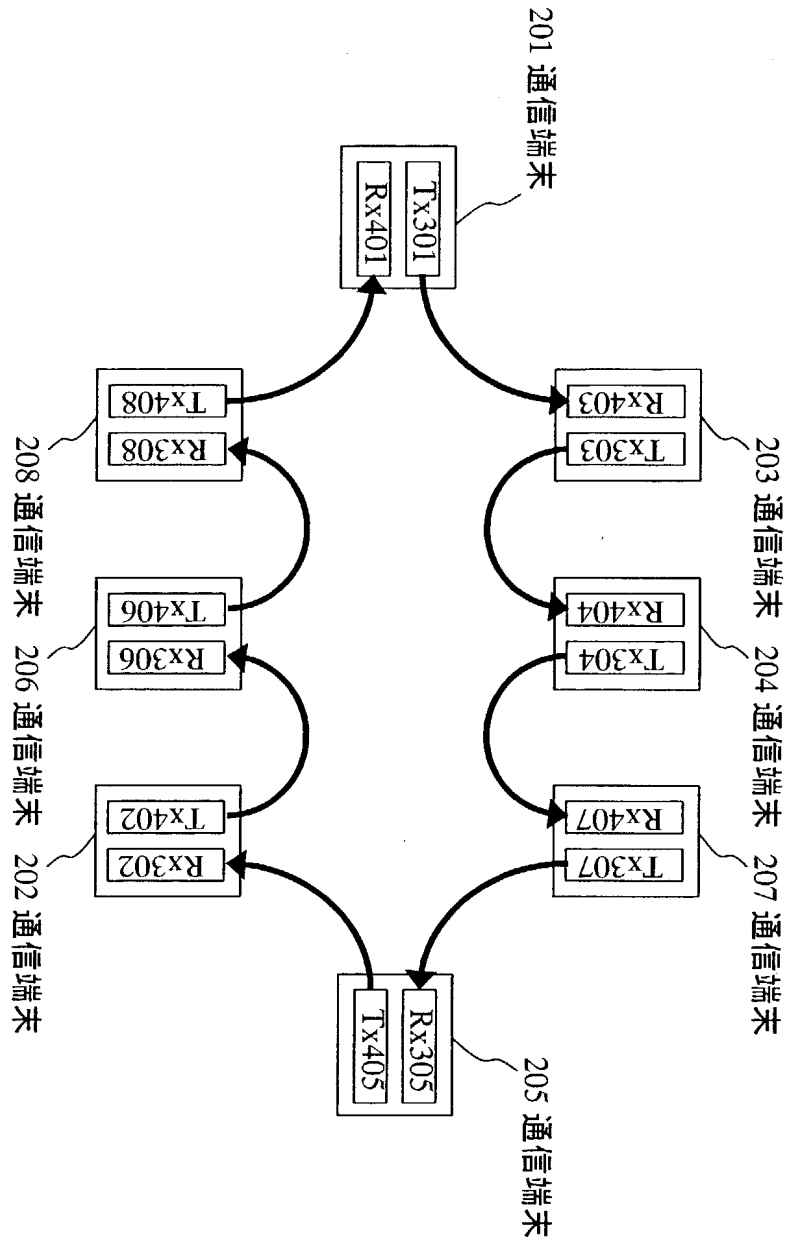 201 通信端末
Tx301
Rx401
203 通信端末
Rx403
Tx303
204 通信端末
Rx404
Tx304
207 通信端末
Rx407
Tx307
205 通信端末
Rx305
Tx405
202 通信端末
Rx302
Tx402
206 通信端末
Rx306
Tx406
208 通信端末
Rx308
Tx408